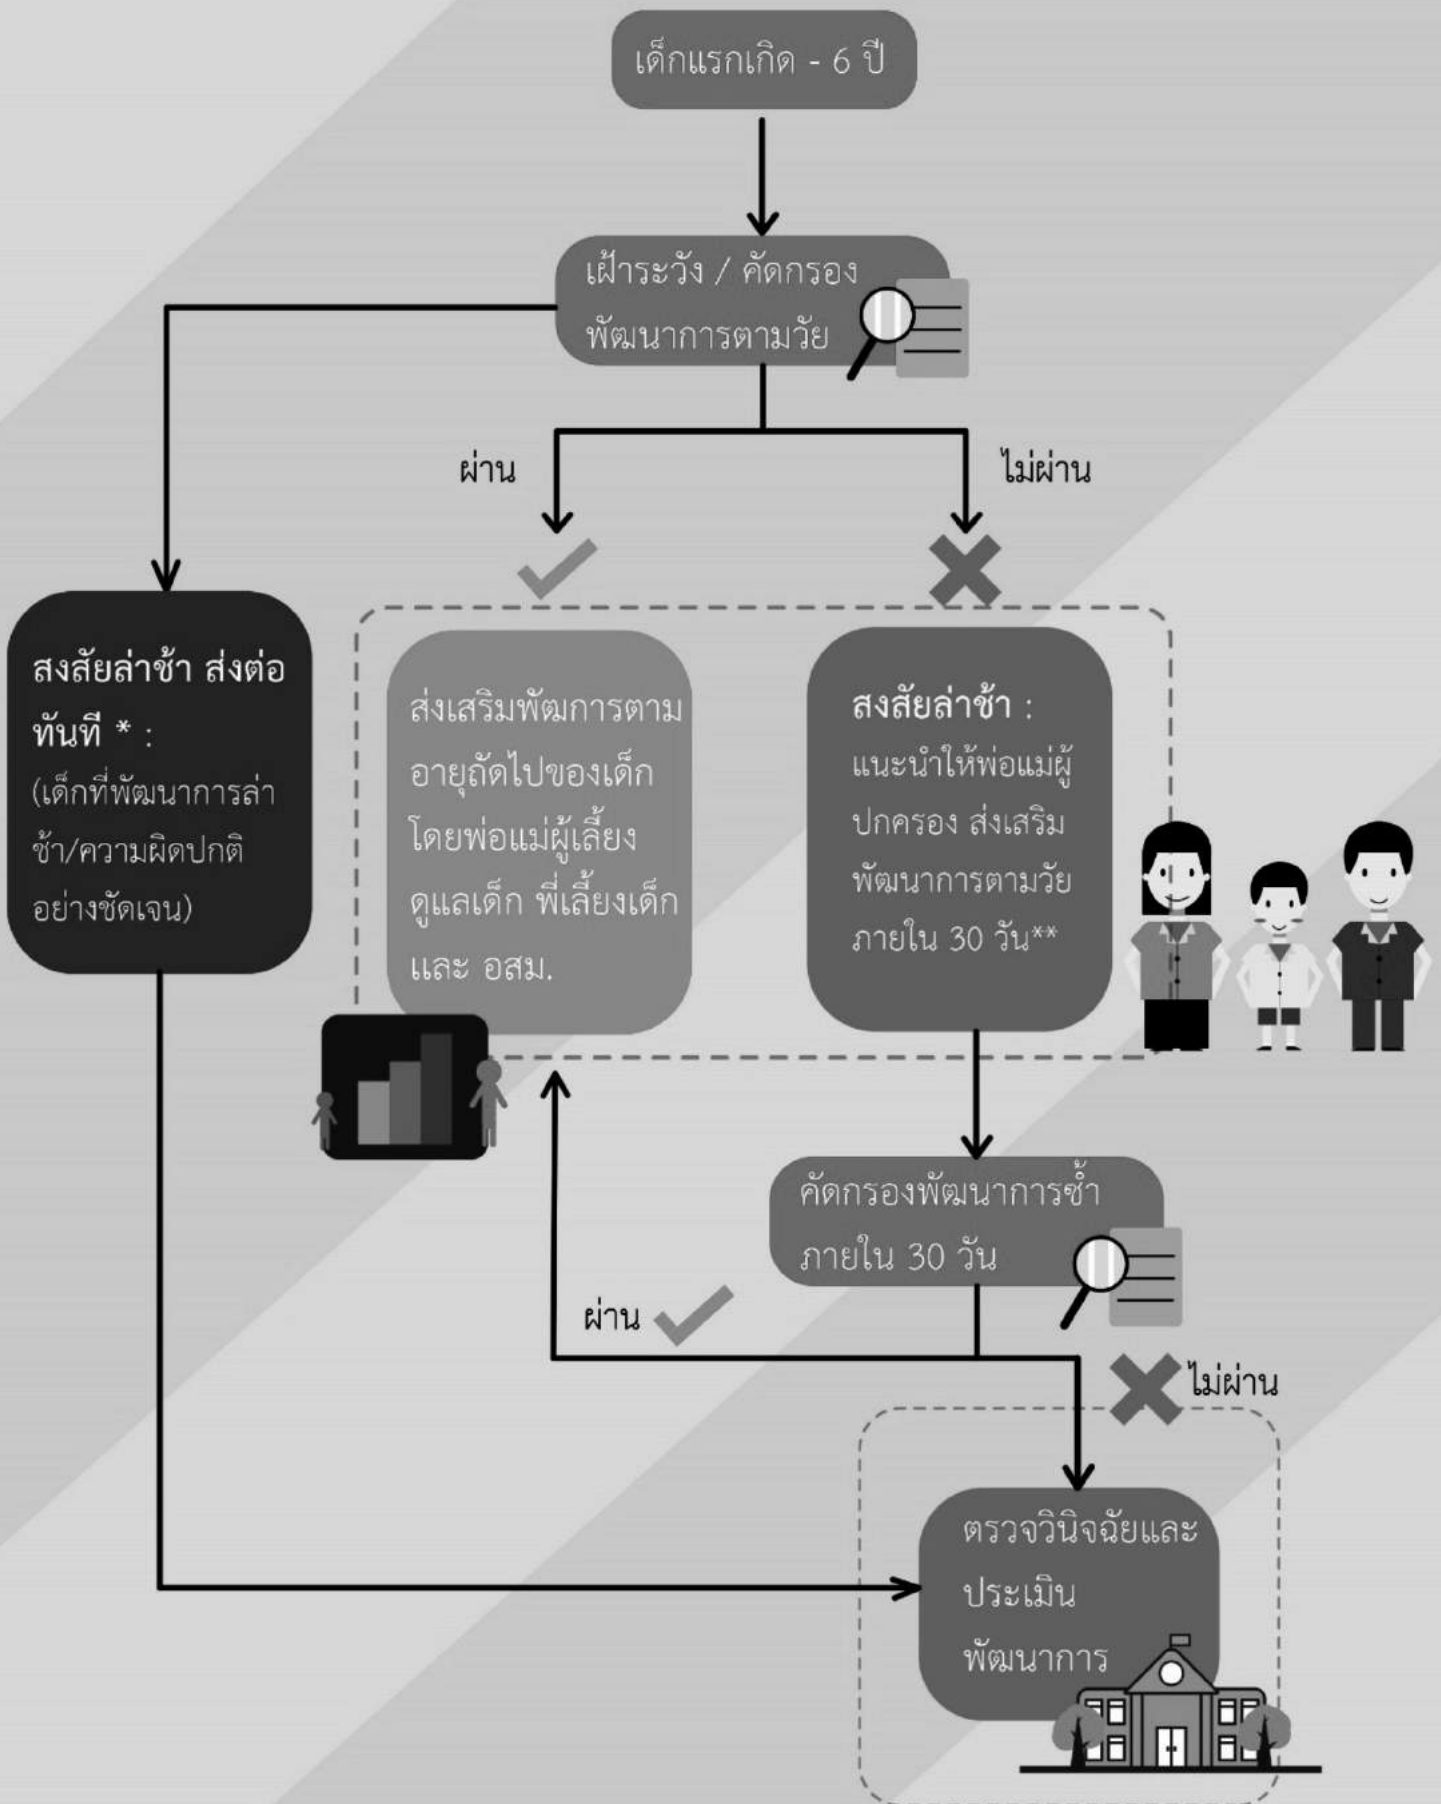 เด็กแรกเกิด - 6 ปี
เฝ้าระวัง / คัดกรอง
พัฒนาการตามวัย
ผ่าน
ไม่ผ่าน
สงสัยล่าช้า ส่งต่อ
ทันที * :
(เด็กที่พัฒนาการล่า
ช้า/ความผิดปกติ
อย่างชัดเจน)
ส่งเสริมพัฒการตาม
อายุถัดไปของเด็ก
โดยพ่อแม่ผู้เลี้ยง
ดูแลเด็ก พี่เลี้ยงเด็ก
และ อสม.
สงสัยล่าช้า :
แนะนำให้พ่อแม่ผู้
ปกครอง ส่งเสริม
พัฒนาการตามวัย
ภายใน 30 วัน**
คัดกรองพัฒนาการซ้ำ
ภายใน 30 วัน
ผ่าน
ไม่ผ่าน
ตรวจวินิจฉัยและ
ประเมิน
พัฒนาการ